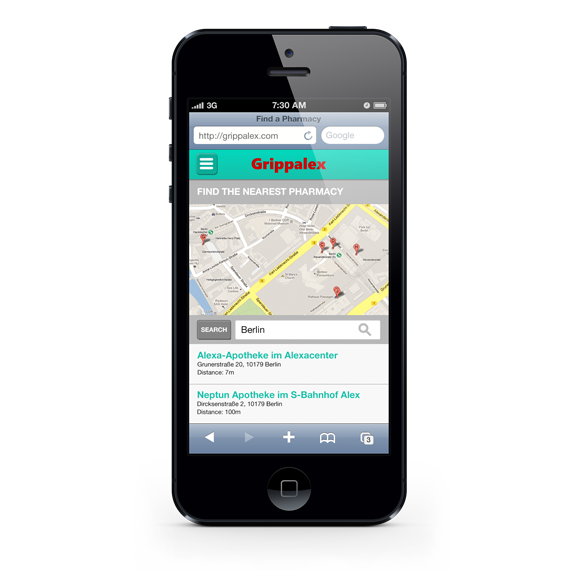 3G 7:30 AM
Find a Pharmacy
http://grippalex.com Google
Grippalex
FIND THE NEAREST PHARMACY
SEARCH Berlin
Alexa-Apotheke im Alexacenter
Grunerstraße 20, 10179 Berlin
Distance: 7m
Neptun Apotheke im S-Bahnhof Alex
Dircksenstraße 2, 10179 Berlin
Distance: 100m
3